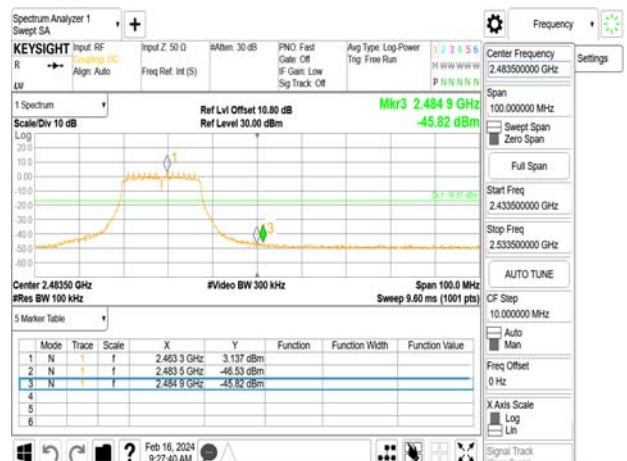 Spectrum Analyzer 1
Swept SA
Frequency
KEYSIGHT
Input: RF
Coupling: DC
Align: Auto
Input Z: 50 Ω
Freq Ref: Int (S)
#Atten: 30 dB
PNO: Fast
Gate: Off
IF Gain: Low
Sig Track: Off
Avg Type: Log-Power
Trig: Free Run
1 2 3 4 5 6
M W W W W W
P N N N N N
R
LVI
1 Spectrum
Scale/Div 10 dB
Ref Lvl Offset 10.80 dB
Ref Level 30.00 dBm
Mkr3 2.484 9 GHz
-45.82 dBm
Log
20.0
10.0
0.00
-10.0
-20.0
-30.0
-40.0
-50.0
-60.0
1
3
Center 2.48350 GHz
#Res BW 100 kHz
#Video BW 300 kHz
Span 100.0 MHz
Sweep 9.60 ms (1001 pts)
5 Marker Table
Mode Trace Scale X Y Function Function Width Function Value
1 N 1 f 2.463 3 GHz 3.137 dBm
2 N 1 f 2.483 5 GHz -46.53 dBm
3 N 1 f 2.484 9 GHz -45.82 dBm
4
5
6
Feb 16, 2024
9:27:40 AM
Center Frequency
2.483500000 GHz
Settings
Span
100.000000 MHz
Swept Span
Zero Span
Full Span
Start Freq
2.433500000 GHz
Stop Freq
2.533500000 GHz
AUTO TUNE
CF Step
10.000000 MHz
Auto
Man
Freq Offset
0 Hz
X Axis Scale
Log
Lin
Signal Track